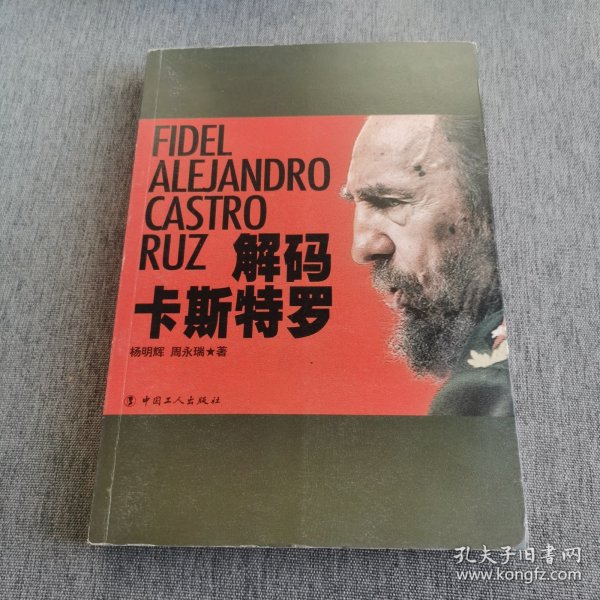 FIDEL
ALEJANDRO
CASTRO
RUZ 解码
卡斯特罗
杨明辉 周永瑞★著
中国工人出版社
孔夫子旧书网
www.kongfz.com